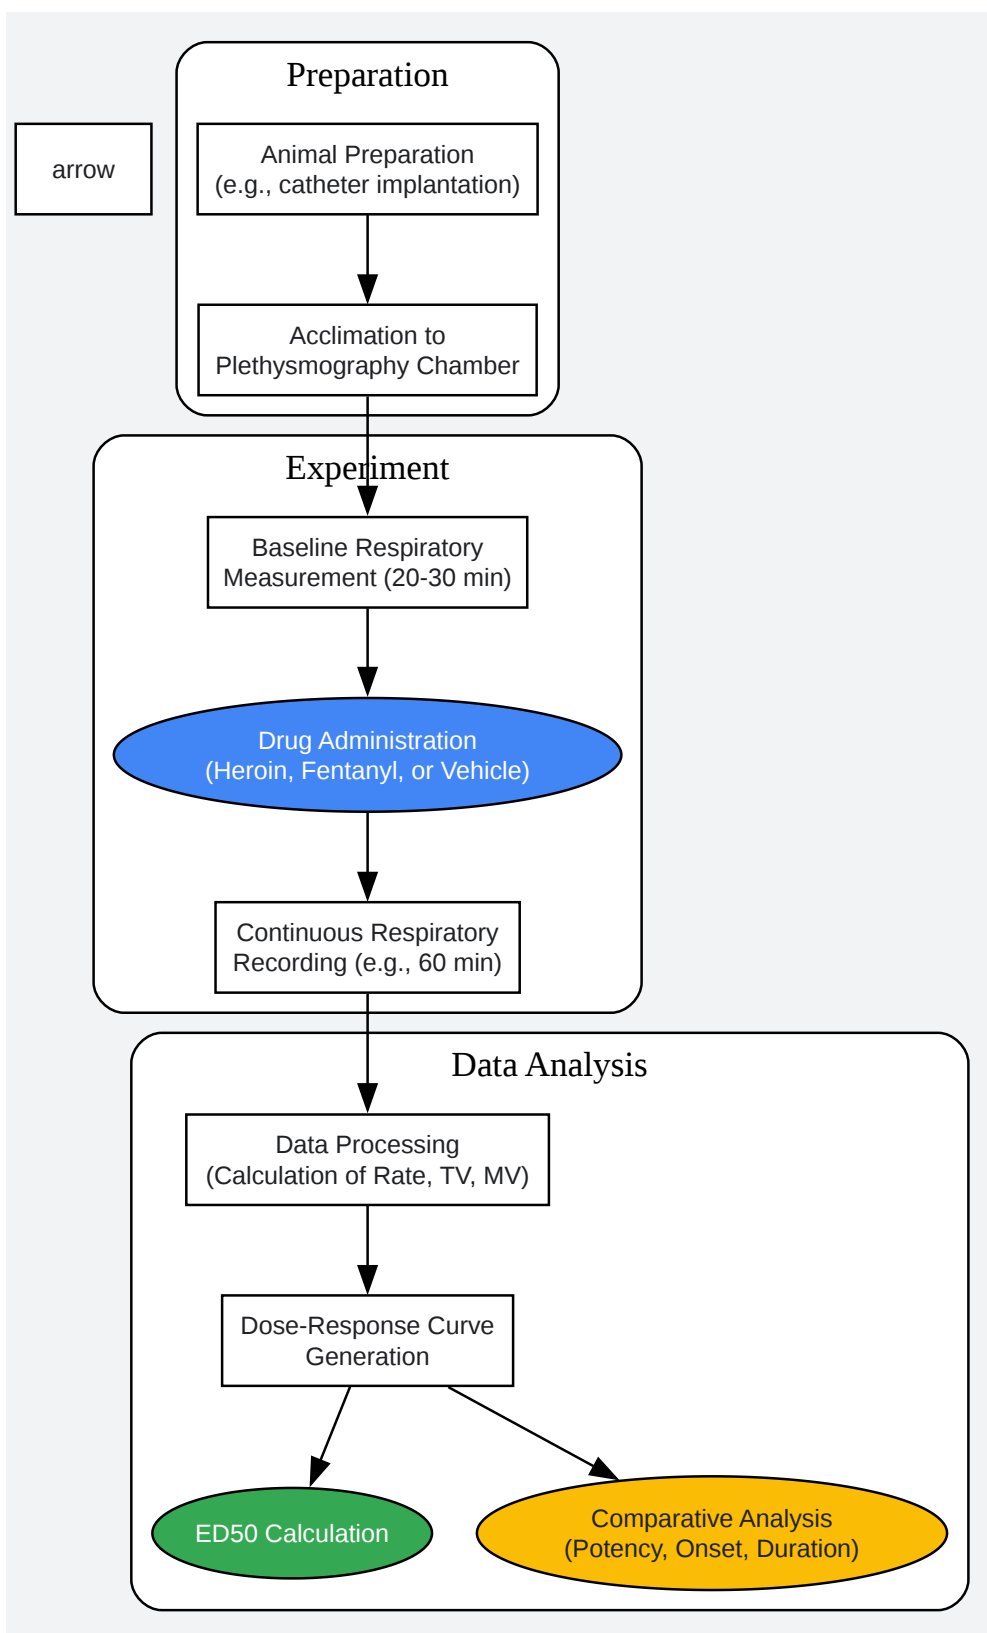 Preparation
arrow
Animal Preparation
(e.g., catheter implantation)
Acclimation to
Plethysmography Chamber
Experiment
Baseline Respiratory
Measurement (20-30 min)
Drug Administration
(Heroin, Fentanyl, or Vehicle)
Continuous Respiratory
Recording (e.g., 60 min)
Data Analysis
Data Processing
(Calculation of Rate, TV, MV)
Dose-Response Curve
Generation
ED50 Calculation
Comparative Analysis
(Potency, Onset, Duration)